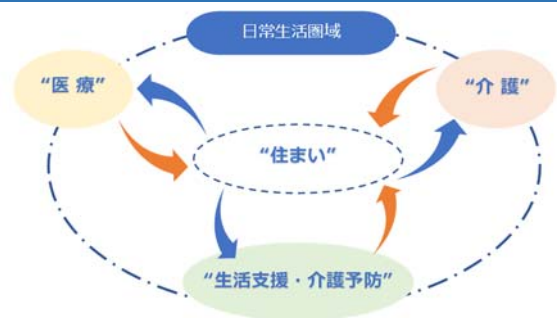 日常生活圏域
“医 療”
“介 護”
“住まい”
“生活支援・介護予防”